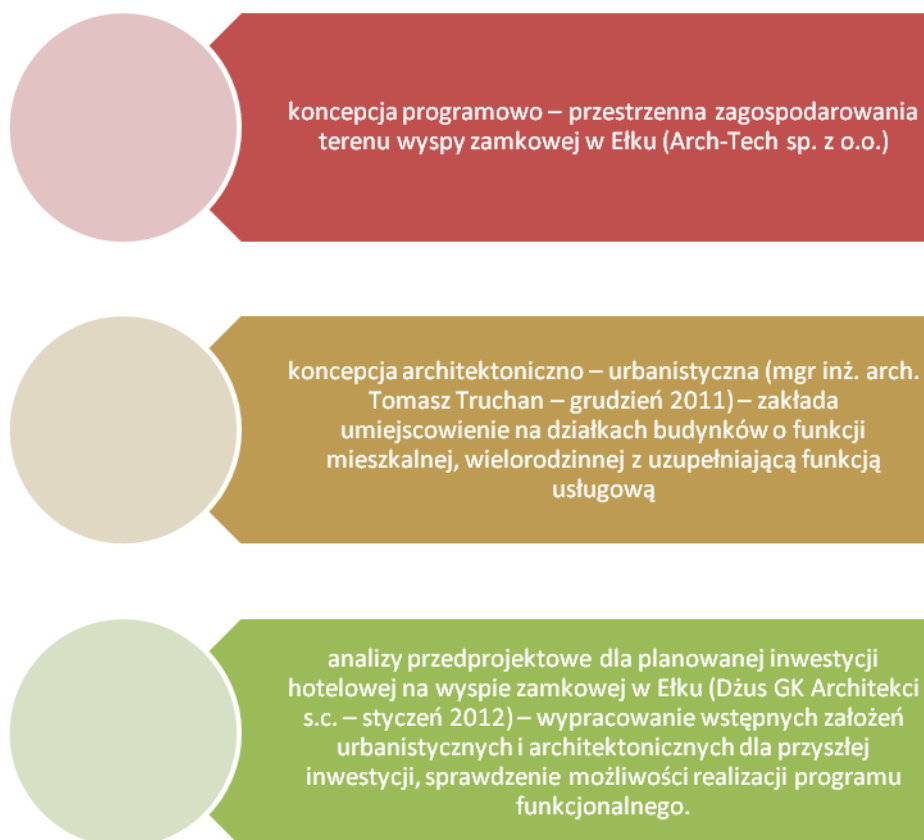 koncepcja programowo – przestrzenna zagospodarowania
terenu wyspy zamkowej w Ełku (Arch-Tech sp. z o.o.)
koncepcja architektoniczno – urbanistyczna (mgr inż. arch.
Tomasz Truchan – grudzień 2011) – zakłada
umiejscowienie na działkach budynków o funkcji
mieszkalnej, wielorodzinnej z uzupełniającą funkcją
usługową
analizy przedprojektowe dla planowanej inwestycji
hotelowej na wyspie zamkowej w Ełku (Dżus GK Architekci
s.c. – styczeń 2012) – wypracowanie wstępnych założeń
urbanistycznych i architektonicznych dla przyszłej
inwestycji, sprawdzenie możliwości realizacji programu
funkcjonalnego.